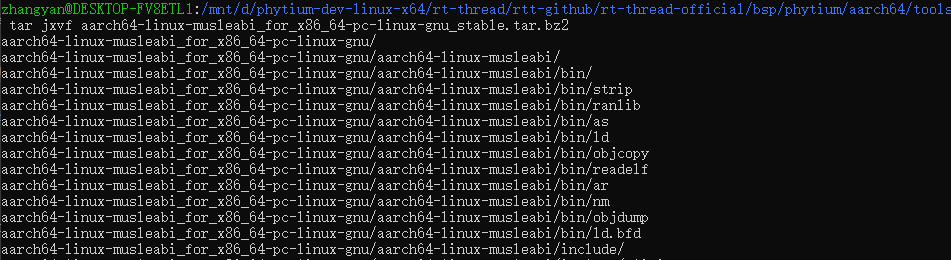 zhangyan@DESKTOP-FV8ETL1:/mnt/d/phytium-dev-linux-x64/rt-thread/rtt-github/rt-thread-official/bsp/phytium/aarch64/tools
tar jxvf aarch64-linux-musleabi_for_x86_64-pc-linux-gnu_stable.tar.bz2
aarch64-linux-musleabi_for_x86_64-pc-linux-gnu/
aarch64-linux-musleabi_for_x86_64-pc-linux-gnu/aarch64-linux-musleabi/
aarch64-linux-musleabi_for_x86_64-pc-linux-gnu/aarch64-linux-musleabi/bin/
aarch64-linux-musleabi_for_x86_64-pc-linux-gnu/aarch64-linux-musleabi/bin/strip
aarch64-linux-musleabi_for_x86_64-pc-linux-gnu/aarch64-linux-musleabi/bin/ranlib
aarch64-linux-musleabi_for_x86_64-pc-linux-gnu/aarch64-linux-musleabi/bin/as
aarch64-linux-musleabi_for_x86_64-pc-linux-gnu/aarch64-linux-musleabi/bin/ld
aarch64-linux-musleabi_for_x86_64-pc-linux-gnu/aarch64-linux-musleabi/bin/objcopy
aarch64-linux-musleabi_for_x86_64-pc-linux-gnu/aarch64-linux-musleabi/bin/readelf
aarch64-linux-musleabi_for_x86_64-pc-linux-gnu/aarch64-linux-musleabi/bin/ar
aarch64-linux-musleabi_for_x86_64-pc-linux-gnu/aarch64-linux-musleabi/bin/nm
aarch64-linux-musleabi_for_x86_64-pc-linux-gnu/aarch64-linux-musleabi/bin/objdump
aarch64-linux-musleabi_for_x86_64-pc-linux-gnu/aarch64-linux-musleabi/bin/ld.bfd
aarch64-linux-musleabi_for_x86_64-pc-linux-gnu/aarch64-linux-musleabi/include/